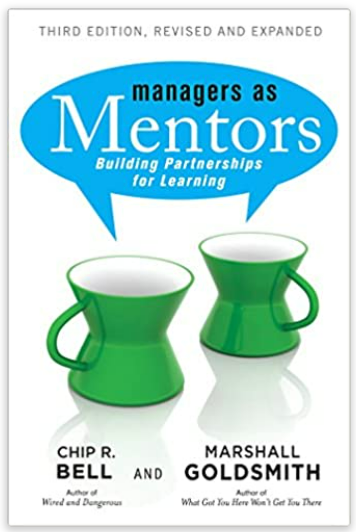 THIRD EDITION, REVISED AND EXPANDED
managers as
Mentors
Building Partnerships
for Learning
CHIP R.
BELL
AND
MARSHALL
GOLDSMITH
Author of
Wired and Dangerous
Author of
What Got You Here Won't Get You There